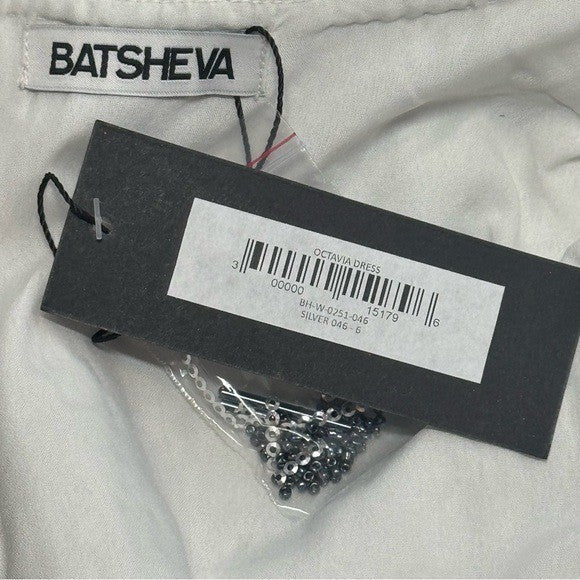 BATSHEVA
OCTAVIA DRESS
3 00000 15179 6
BH-W-0251-046
SILVER 046 - 6